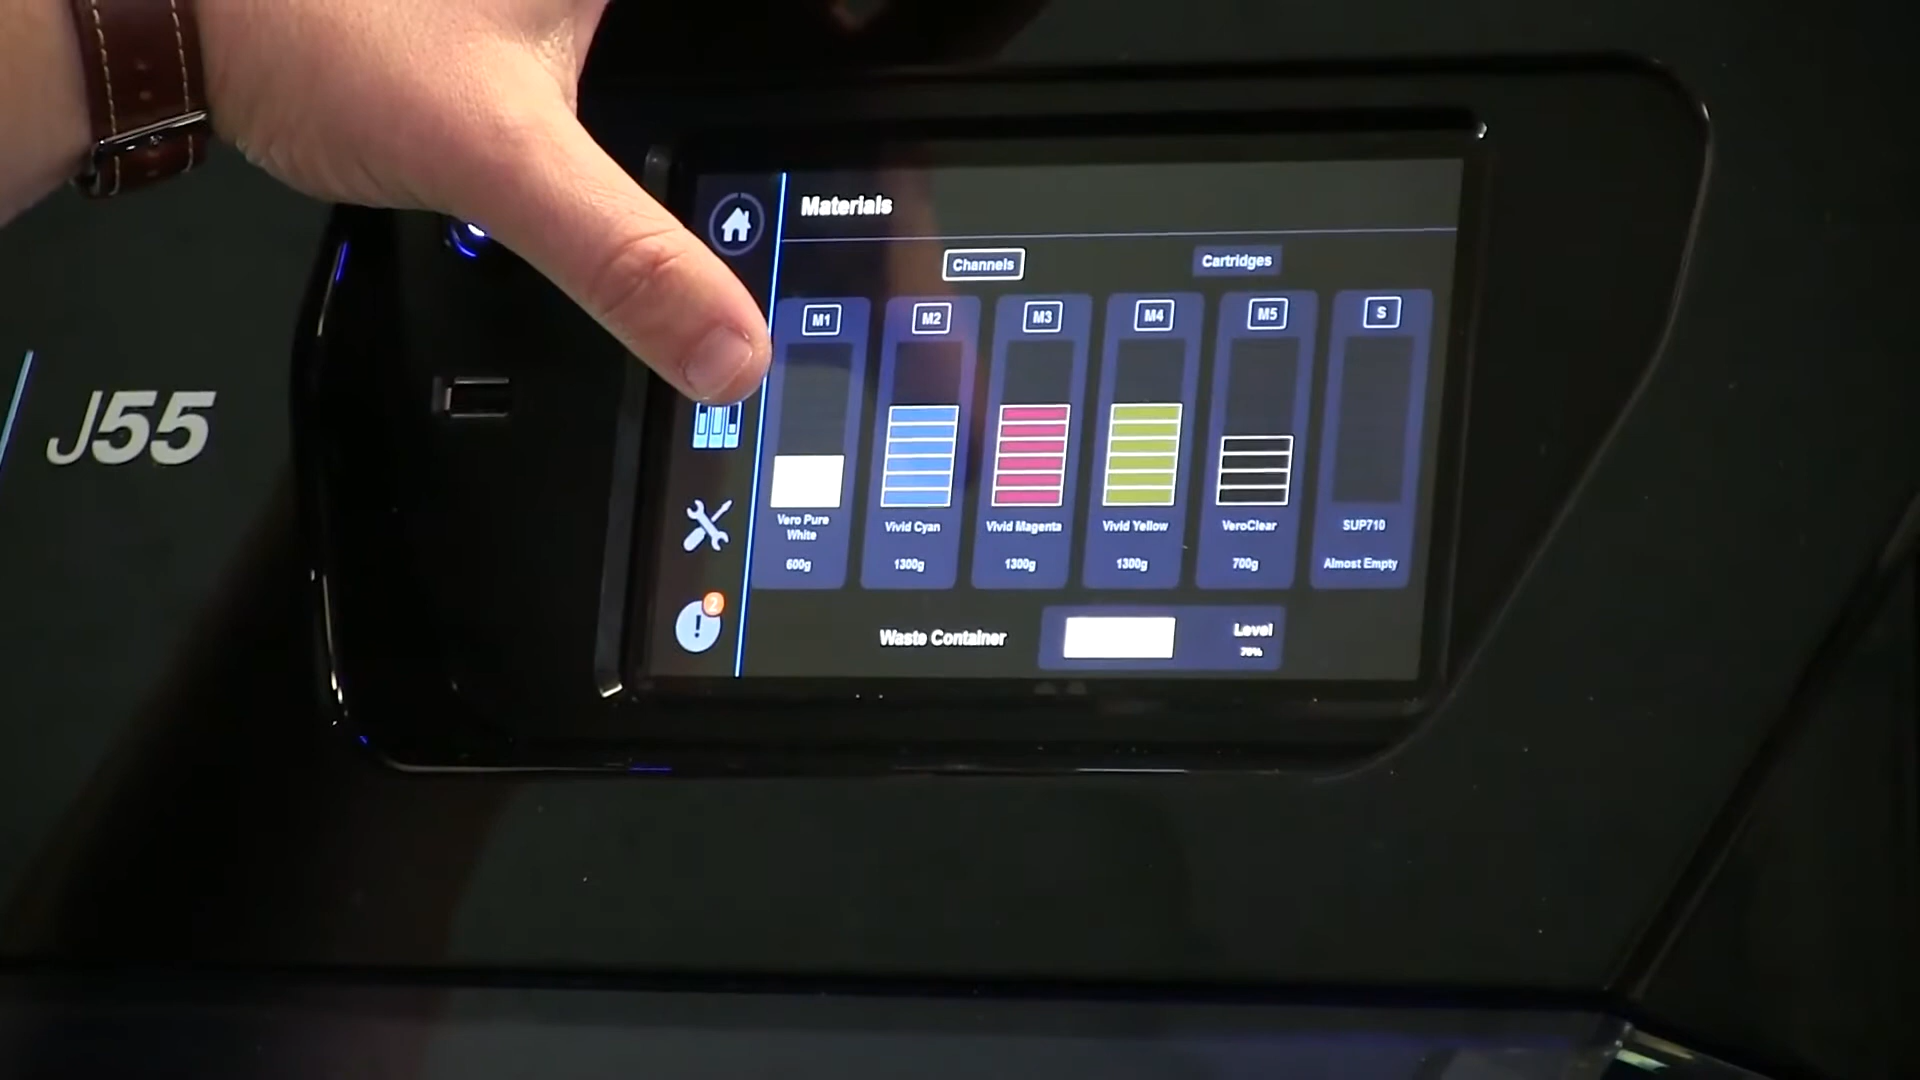 Materials
Channels
Cartridges
M1
M2
M3
M4
M5
S
Vero Pure
White
Vivid Cyan
Vivid Magenta
Vivid Yellow
VeroClear
SUP710
600g
1300g
1300g
1300g
700g
Almost Empty
2
!
Waste Container
Level
J55